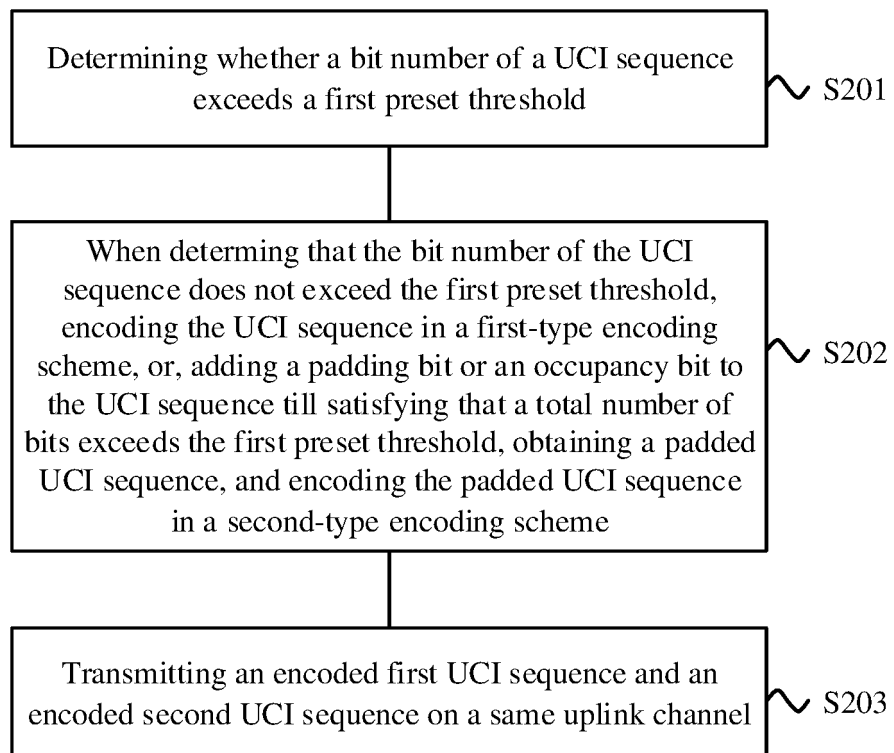 Determining whether a bit number of a UCI sequence
exceeds a first preset threshold
S201
When determing that the bit number of the UCI
sequence does not exceed the first preset threshold,
encoding the UCI sequence in a first-type encoding
scheme, or, adding a padding bit or an occupancy bit to
the UCI sequence till satisfying that a total number of
bits exceeds the first preset threshold, obtaining a padded
UCI sequence, and encoding the padded UCI sequence
in a second-type encoding scheme
S202
Transmitting an encoded first UCI sequence and an
encoded second UCI sequence on a same uplink channel
S203